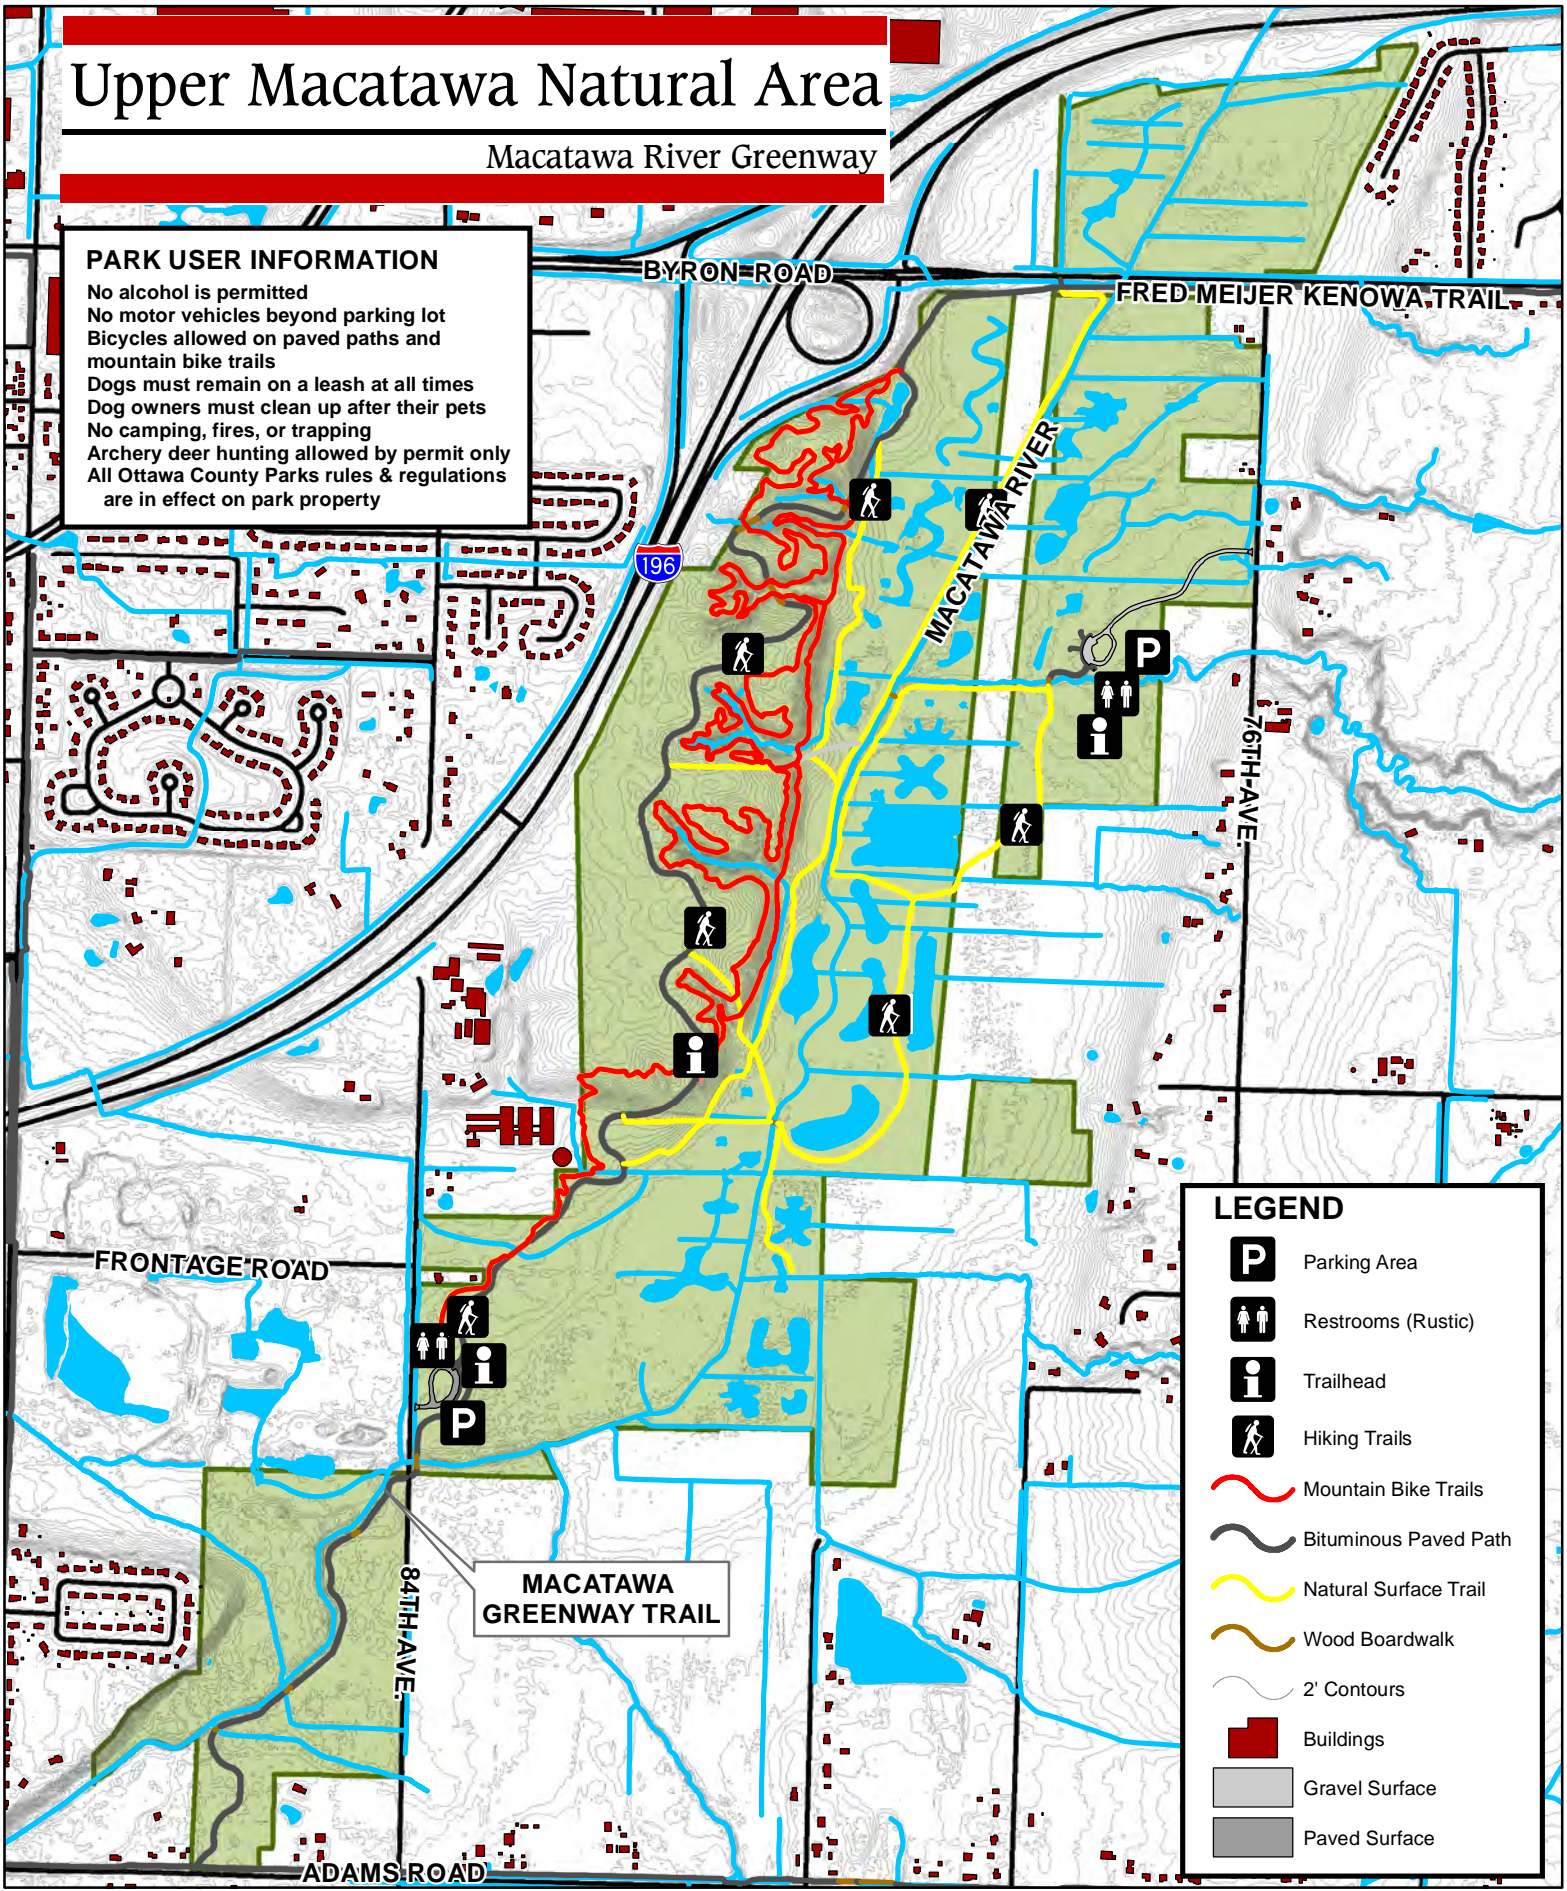 Upper Macatawa Natural Area
Macatawa River Greenway
PARK USER INFORMATION
No alcohol is permitted
No motor vehicles beyond parking lot
Bicycles allowed on paved paths and
mountain bike trails
Dogs must remain on a leash at all times
Dog owners must clean up after their pets
No camping, fires, or trapping
Archery deer hunting allowed by permit only
All Ottawa County Parks rules & regulations
are in effect on park property
BYRON ROAD
FRED MEIJER KENOWA TRAIL
MACATAWA RIVER
196
P
i
76TH AVE.
i
FRONTAGE ROAD
i
P
MACATAWA
GREENWAY TRAIL
84TH AVE.
ADAMS ROAD
LEGEND
P Parking Area
Restrooms (Rustic)
i Trailhead
Hiking Trails
Mountain Bike Trails
Bituminous Paved Path
Natural Surface Trail
Wood Boardwalk
2' Contours
Buildings
Gravel Surface
Paved Surface